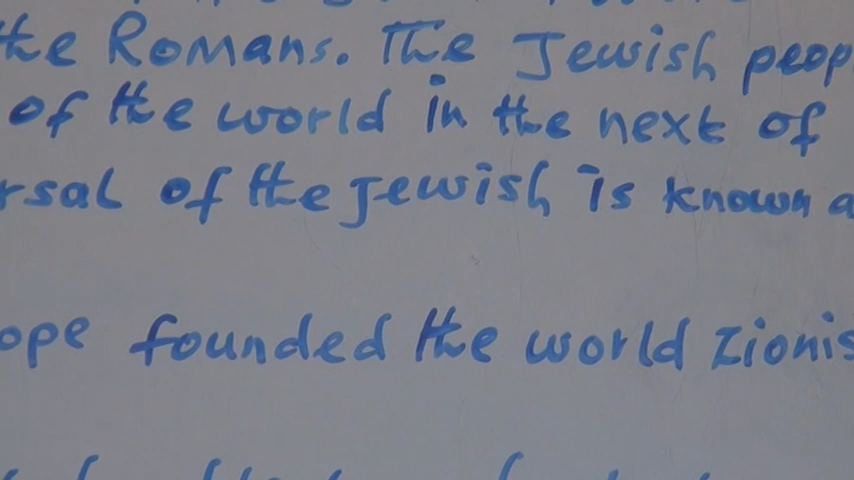 the Romans. The Jewish peop
of the world in the next of
rsal of the Jewish is known a
ope founded the world Zionis